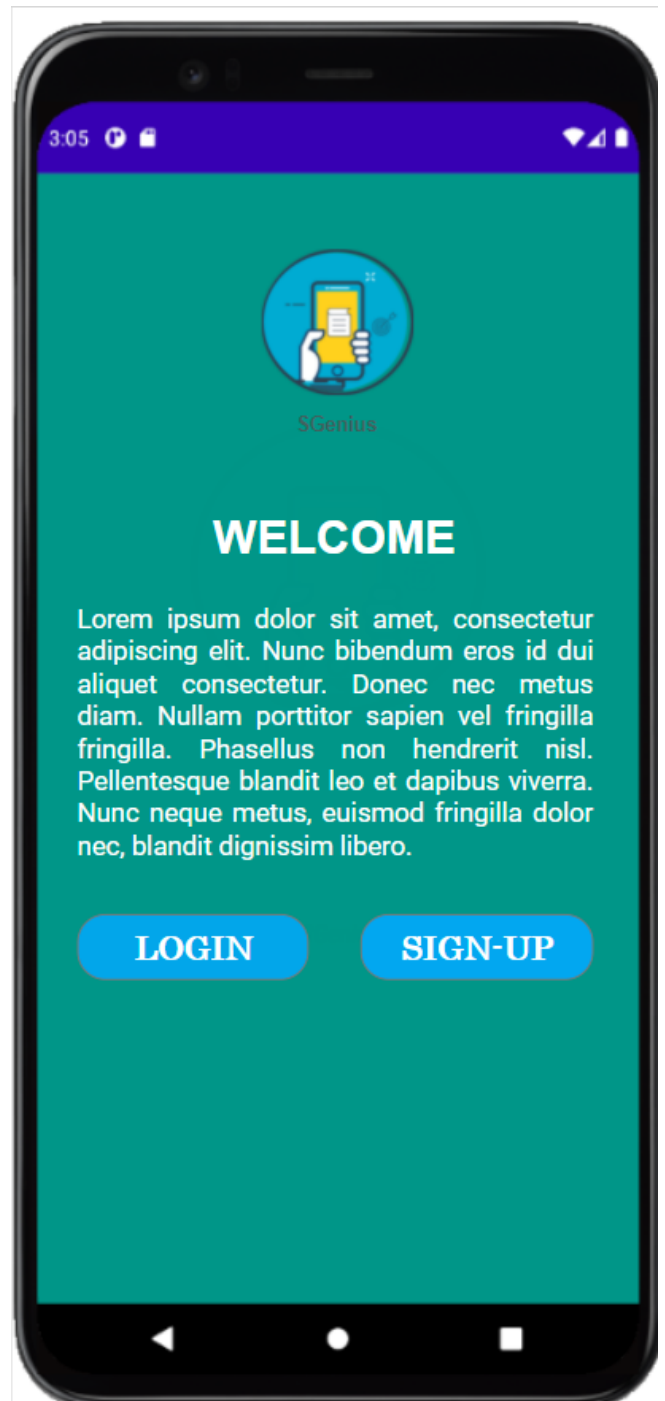 3:05
SGenius
WELCOME
Lorem ipsum dolor sit amet, consectetur
adipiscing elit. Nunc bibendum eros id dui
aliquet consectetur. Donec nec metus
diam. Nullam porttitor sapien vel fringilla
fringilla. Phasellus non hendrerit nisl.
Pellentesque blandit leo et dapibus viverra.
Nunc neque metus, euismod fringilla dolor
nec, blandit dignissim libero.
LOGIN SIGN-UP